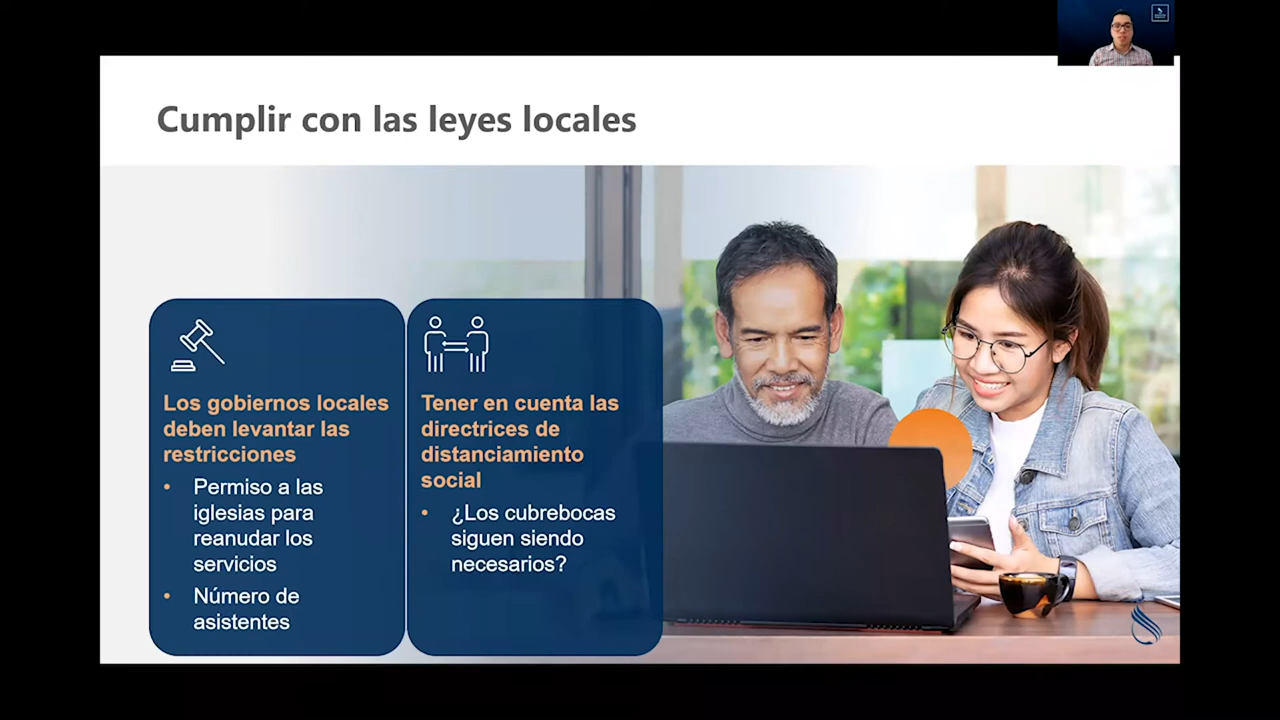 Cumplir con las leyes locales
Los gobiernos locales
deben levantar las
restricciones
• Permiso a las
iglesias para
reanudar los
servicios
• Número de
asistentes
Tener en cuenta las
directrices de
distanciamiento
social
• ¿Los cubrebocas
siguen siendo
necesarios?